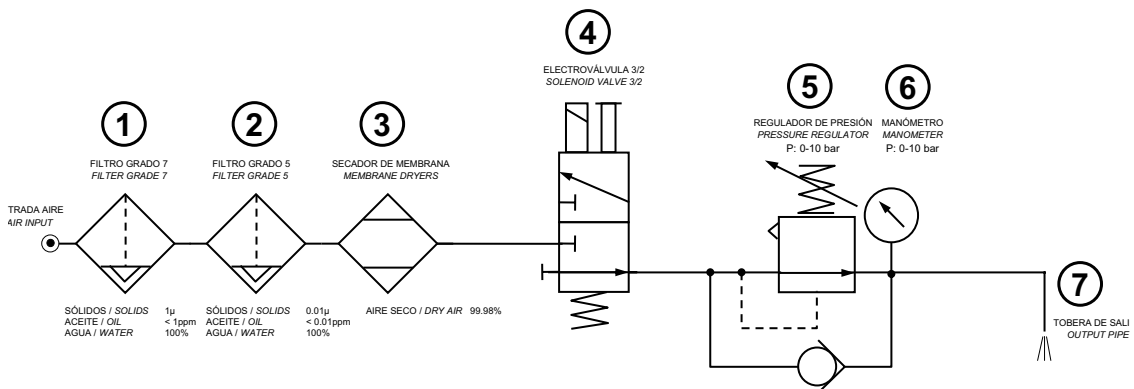 4
ELECTROVÁLVULA 3/2
SOLENOID VALVE 3/2
5
6
REGULADOR DE PRESIÓN
PRESSURE REGULATOR
P: 0-10 bar
MANÓMETRO
MANOMETER
P: 0-10 bar
1
2
3
FILTRO GRADO 7
FILTER GRADE 7
FILTRO GRADO 5
FILTER GRADE 5
SECADOR DE MEMBRANA
MEMBRANE DRYERS
TRADA AIRE
AIR INPUT
SÓLIDOS / SOLIDS 1µ
ACEITE / OIL < 1ppm
AGUA / WATER 100%
SÓLIDOS / SOLIDS 0.01µ
ACEITE / OIL < 0.01ppm
AGUA / WATER 100%
AIRE SECO / DRY AIR 99.98%
7
TOBERA DE SALI
OUTPUT PIPE